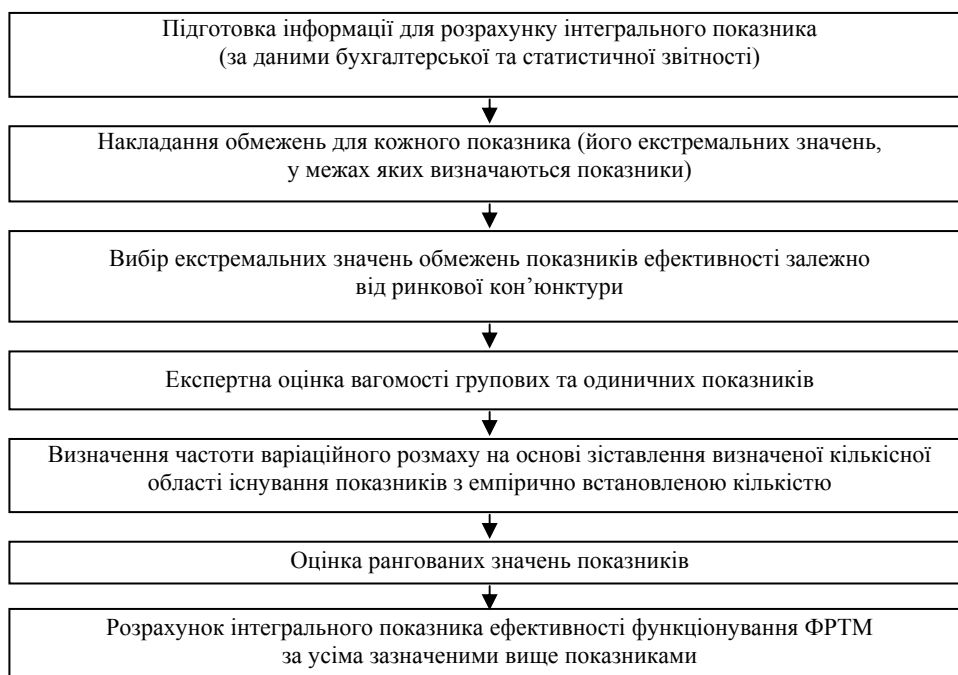 Підготовка інформації для розрахунку інтегрального показника
(за даними бухгалтерської та статистичної звітності)
Накладання обмежень для кожного показника (його екстремальних значень,
у межах яких визначаються показники)
Вибір екстремальних значень обмежень показників ефективності залежно
від ринкової кон’юнктури
Експертна оцінка вагомості групових та одиничних показників
Визначення частоти варіаційного розмаху на основі зіставлення визначеної кількісної
області існування показників з емпірично встановленою кількістю
Оцінка рангованих значень показників
Розрахунок інтегрального показника ефективності функціонування ФРТМ
за усіма зазначеними вище показниками